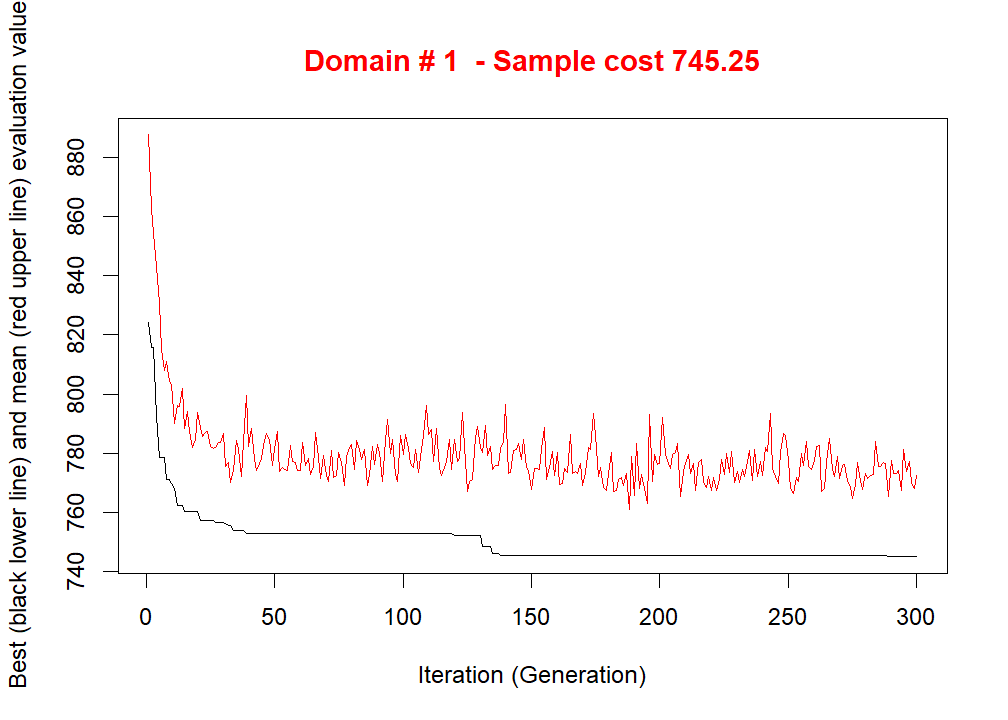 Domain # 1  - Sample cost 745.25
Best (black lower line) and mean (red upper line) evaluation value
880
860
840
820
800
780
760
740
0 50 100 150 200 250 300
Iteration (Generation)